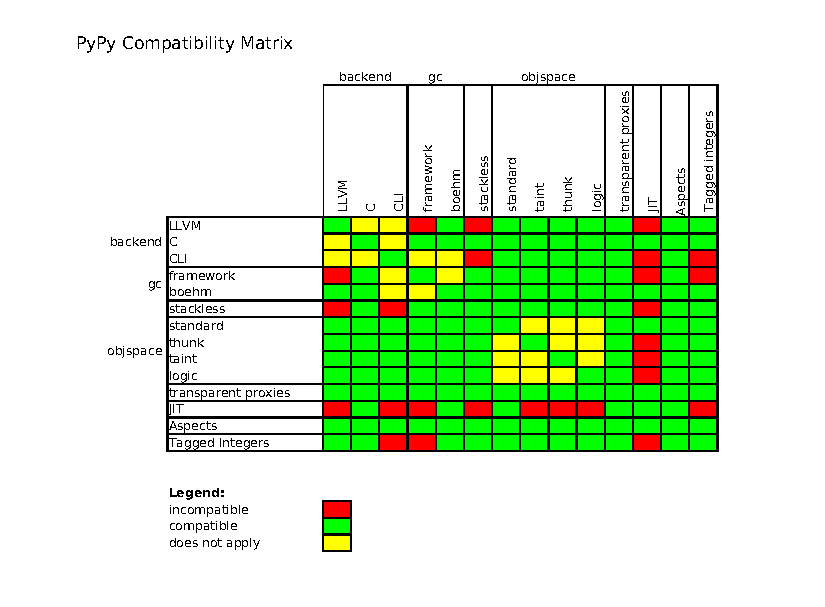 PyPy Compatibility Matrix
backend gc objspace
LLVM C CLI framework boehm stackless standard taint thunk logic transparent proxies JIT Aspects Tagged integers
LLVM
backend C
CLI
framework
gc
boehm
stackless
standard
thunk
objspace
taint
logic
transparent proxies
JIT
Aspects
Tagged Integers
Legend:
incompatible
compatible
does not apply